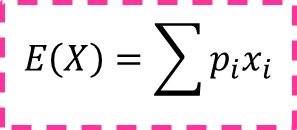 E(X) = ∑ pᵢxᵢ